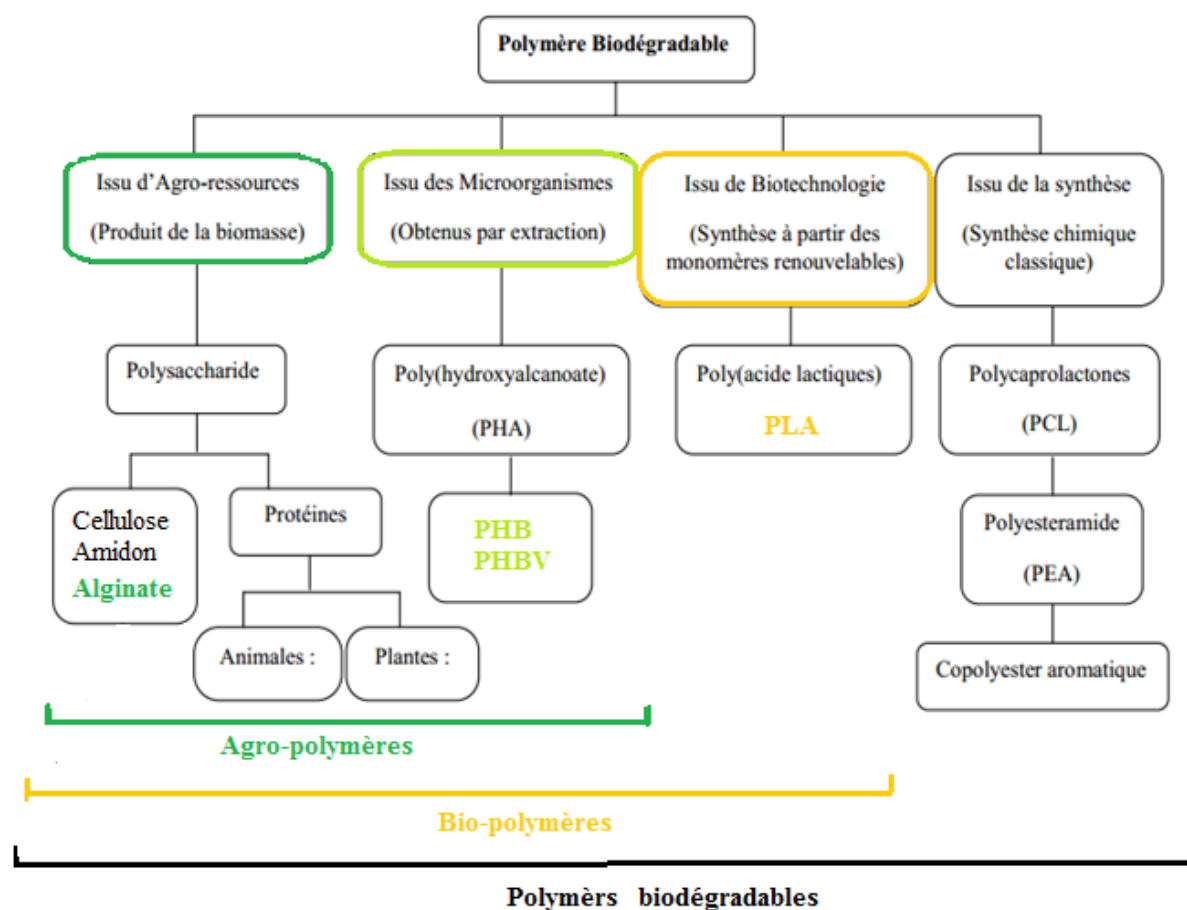 Polymère Biodégradable
Issu d'Agro-ressources
(Produit de la biomasse)
Issu des Microorganismes
(Obtenus par extraction)
Issu de Biotechnologie
(Synthèse à partir des
monomères renouvelables)
Issu de la synthèse
(Synthèse chimique
classique)
Polysaccharide
Poly(hydroxyalcanoate)
(PHA)
Poly(acide lactiques)
PLA
Polycaprolactones
(PCL)
Cellulose
Amidon
Alginate
Protéines
PHB
PHBV
Polyesteramide
(PEA)
Animales :
Plantes :
Copolyester aromatique
Agro-polymères
Bio-polymères
Polymèrs biodégradables